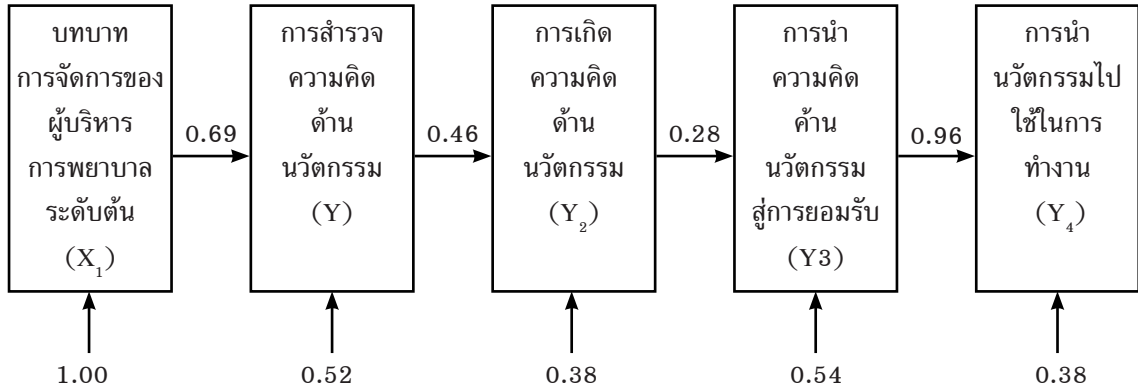 บทบาท
การจัดการของ
ผู้บริหาร
การพยาบาล
ระดับต้น
(X₁)
0.69
การสำรวจ
ความคิด
ด้าน
นวัตกรรม
(Y)
0.46
การเกิด
ความคิด
ด้าน
นวัตกรรม
(Y₂)
0.28
การนำ
ความคิด
ค้าน
นวัตกรรม
สู่การยอมรับ
(Y3)
0.96
การนำ
นวัตกรรมไป
ใช้ในการ
ทำงาน
(Y₄)
1.00
0.52
0.38
0.54
0.38